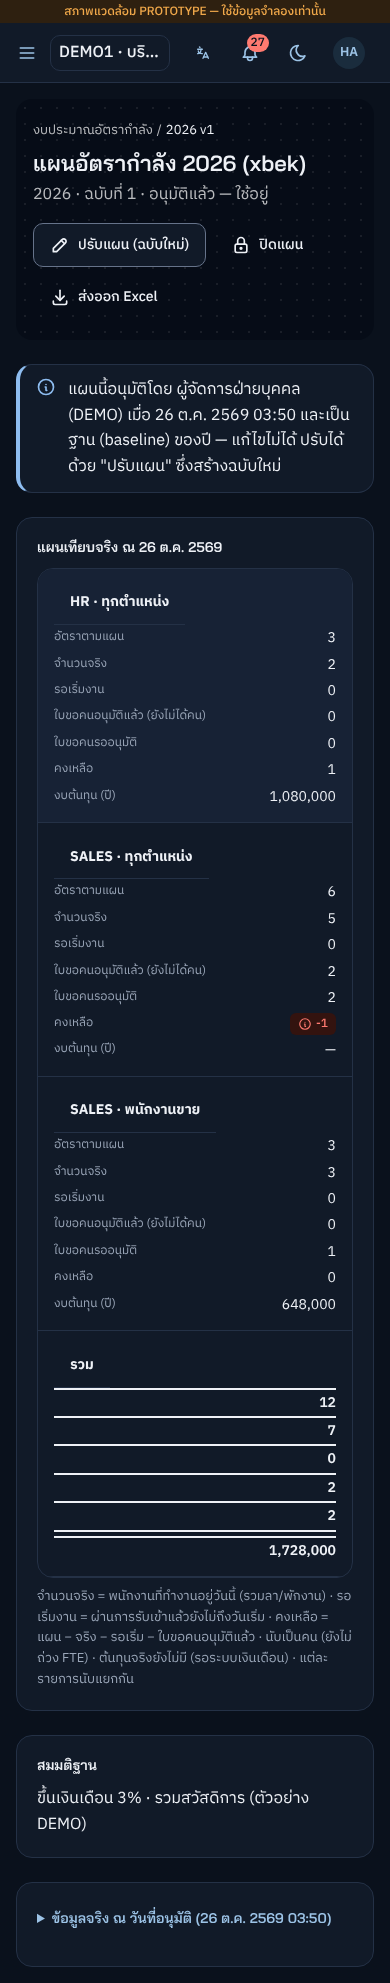 สภาพแวดล้อม PROTOTYPE — ใช้ข้อมูลจำลองเท่านั้น
DEMO1 · บริ...
27
HA
งบประมาณอัตรากำลัง / 2026 v1
แผนอัตรากำลัง 2026 (xbek)
2026 · ฉบับที่ 1 · อนุมัติแล้ว — ใช้อยู่
ปรับแผน (ฉบับใหม่)
ปิดแผน
ส่งออก Excel
แผนนี้อนุมัติโดย ผู้จัดการฝ่ายบุคคล
(DEMO) เมื่อ 26 ต.ค. 2569 03:50 และเป็น
ฐาน (baseline) ของปี — แก้ไขไม่ได้ ปรับได้
ด้วย "ปรับแผน" ซึ่งสร้างฉบับใหม่
แผนเทียบจริง ณ 26 ต.ค. 2569
HR · ทุกตำแหน่ง
อัตราตามแผน 3
จำนวนจริง 2
รอเริ่มงาน 0
ใบขอคนอนุมัติแล้ว (ยังไม่ได้คน) 0
ใบขอคนรออนุมัติ 0
คงเหลือ 1
งบต้นทุน (ปี) 1,080,000
SALES · ทุกตำแหน่ง
อัตราตามแผน 6
จำนวนจริง 5
รอเริ่มงาน 0
ใบขอคนอนุมัติแล้ว (ยังไม่ได้คน) 2
ใบขอคนรออนุมัติ 2
คงเหลือ -1
งบต้นทุน (ปี) —
SALES · พนักงานขาย
อัตราตามแผน 3
จำนวนจริง 3
รอเริ่มงาน 0
ใบขอคนอนุมัติแล้ว (ยังไม่ได้คน) 0
ใบขอคนรออนุมัติ 1
คงเหลือ 0
งบต้นทุน (ปี) 648,000
รวม
12
7
0
2
2
1,728,000
จำนวนจริง = พนักงานที่ทำงานอยู่วันนี้ (รวมลา/พักงาน) · รอ
เริ่มงาน = ผ่านการรับเข้าแล้วยังไม่ถึงวันเริ่ม · คงเหลือ =
แผน − จริง − รอเริ่ม − ใบขอคนอนุมัติแล้ว · นับเป็นคน (ยังไม่
ถ่วง FTE) · ต้นทุนจริงยังไม่มี (รอระบบเงินเดือน) · แต่ละ
รายการนับแยกกัน
สมมติฐาน
ขึ้นเงินเดือน 3% · รวมสวัสดิการ (ตัวอย่าง
DEMO)
ข้อมูลจริง ณ วันที่อนุมัติ (26 ต.ค. 2569 03:50)